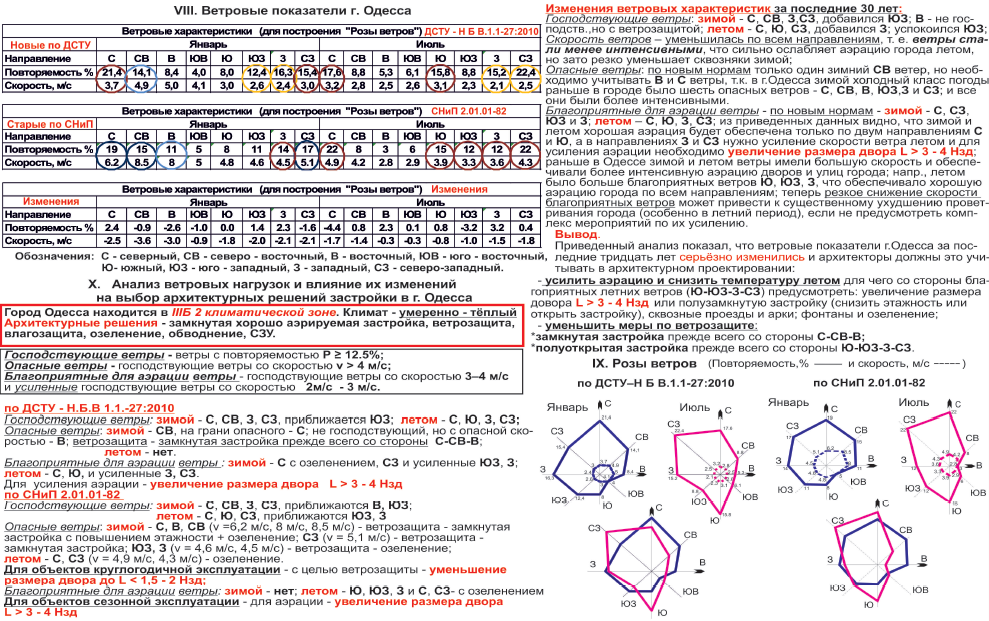 VIII. Ветровые показатели г. Одесса
Ветровые характеристики (для построения "Розы ветров") ДСТУ - Н Б В.1.1-27:2010
Новые по ДСТУ Январь Июль
Направление С СВ В ЮВ Ю ЮЗ З СЗ С СВ В ЮВ Ю ЮЗ З СЗ
Повторяемость % 21,4 14,1 8,4 4,0 8,0 12,4 16,3 15,4 17,6 8,8 5,3 6,1 15,6 8,8 15,2 22,4
Скорость, м/с 3,7 4,9 5,0 4,1 3,0 2,6 2,4 3,0 3,2 2,8 2,5 2,6 3,1 2,3 2,1 2,5
Ветровые характеристики (для построения "Розы ветров") СНиП 2.01.01-82
Старые по СНиП Январь Июль
Направление С СВ В ЮВ Ю ЮЗ З СЗ С СВ В ЮВ Ю ЮЗ З СЗ
Повторяемость % 19 15 11 5 8 11 14 17 22 8 3 6 15 12 12 22
Скорость, м/с 6.2 8.5 8 5 4.8 4.6 4.5 5.1 4.9 4.2 2.8 2.9 3.9 3.3 3.6 4.3
Ветровые характеристики (для построения "Розы ветров") Изменения
Изменения Январь Июль
Направление С СВ В ЮВ Ю ЮЗ З СЗ С СВ В ЮВ Ю ЮЗ З СЗ
Повторяемость % 2.4 -0.9 -2.6 -1.0 0.0 1.4 2.3 -1.6 -4.4 0.8 2.3 0.1 0.8 -3.2 3.2 0.4
Скорость, м/с -2.5 -3.6 -3.0 -0.9 -1.8 -2.0 -2.1 -2.1 -1.7 -1.4 -0.3 -0.3 -0.8 -1.0 -1.5 -1.8
Обозначения: С - северный, СВ - северо - восточный, В - восточный, ЮВ - юго - восточный,
Ю- южный, ЮЗ - юго - западный, З - западный, СЗ - северо-западный.
X. Анализ ветровых нагрузок и влияние их изменений
на выбор архитектурных решений застройки в г. Одесса
Город Одесса находится в IIIБ 2 климатической зоне. Климат - умеренно - тёплый
Архитектурные решения - замкнутая хорошо аэрируемая застройка, ветрозащита,
влагозащита, озеленение, обводнение, СЗУ.
Господствующие ветры - ветры с повторяемостью Р ≥ 12.5%;
Опасные ветры - господствующие ветры со скоростью v > 4 м/с;
Благоприятные для аэрации ветры - господствующие ветры со скоростью 3–4 м/с
и усиленные господствующие ветры со скоростью 2м/с - 3 м/с.
по ДСТУ - Н.Б.В 1.1.-27:2010
Господствующие ветры: зимой - С, СВ, З, СЗ, приближается ЮЗ; летом - С, Ю, З, СЗ;
Опасные ветры: зимой - СВ, на грани опасного - С; не господствующий, но с опасной ско-
ростью - В; ветрозащита - замкнутая застройка прежде всего со стороны С-СВ-В;
летом - нет.
Благоприятные для аэрации ветры : зимой - С с озеленением, СЗ и усиленные ЮЗ, З;
летом - С, Ю, и усиленные З, СЗ.
Для усиления аэрации - увеличение размера двора L > 3 - 4 Нзд
по СНиП 2.01.01-82
Господствующие ветры: зимой - С, СВ, З, СЗ, приближаются В, ЮЗ;
летом - С, Ю, СЗ, приближаются ЮЗ, З
Опасные ветры: зимой - С, В, СВ (v =6,2 м/с, 8 м/с, 8,5 м/с) - ветрозащита - замкнутая
застройка с повышением этажности + озеленение; СЗ (v = 5,1 м/с) - ветрозащита -
замкнутая застройка; ЮЗ, З (v = 4,6 м/с, 4,5 м/с) - ветрозащита - озеленение;
летом - С, СЗ (v = 4,9 м/с, 4,3 м/с) - озеленение.
Для объектов круглогодичной эксплуатации - с целью ветрозащиты - уменьшение
размера двора до L < 1,5 - 2 Нзд;
Благоприятные для аэрации ветры: зимой - нет; летом - Ю, ЮЗ, З и С, СЗ- с озеленением
Для объектов сезонной эксплуатации - для аэрации - увеличение размера двора
L > 3 - 4 Нзд
Изменения ветровых характеристик за последние 30 лет:
Господствующие ветры: зимой - С, СВ, З,СЗ, добавился ЮЗ; В - не гос-
подств.,но с ветрозащитой; летом - С, Ю, СЗ, добавился З; успокоился ЮЗ;
Скорость ветров – уменьшилась по всем направлениям, т. е. ветры ста-
ли менее интенсивными, что сильно ослабляет аэрацию города летом,
но зато резко уменьшает сквозняки зимой;
Опасные ветры: по новым нормам только один зимний СВ ветер, но необ-
ходимо учитывать В и С ветры, т.к. в г.Одесса зимой холодный класс погоды
раньше в городе было шесть опасных ветров - С, СВ, В, ЮЗ,З и СЗ; и все
они были более интенсивными.
Благоприятные для аэрации ветры - по новым нормам - зимой - С, СЗ,
ЮЗ и З; летом – С, Ю, З, СЗ; из приведенных данных видно, что зимой и
летом хорошая аэрация будет обеспечена только по двум направлениям С
и Ю, а в направлениях З и СЗ нужно усиление скорости ветра летом и для
усиления аэрации необходимо увеличение размера двора L > 3 - 4 Нзд;
раньше в Одессе зимой и летом ветры имели большую скорость и обеспе-
чивали более интенсивную аэрацию дворов и улиц города; напр., летом
было больше благоприятных ветров Ю, ЮЗ, З, что обеспечивало хорошую
аэрацию города по всем направлениям; теперь резкое снижение скорости
благоприятных ветров может привести к существенному ухудшению провет-
ривания города (особенно в летний период), если не предусмотреть комп-
лекс мероприятий по их усилению.
Вывод.
Приведенный анализ показал, что ветровые показатели г.Одесса за пос-
ледние тридцать лет серьёзно изменились и архитекторы должны это учи-
тывать в архитектурном проектировании:
- усилить аэрацию и снизить температуру летом для чего со стороны бла-
гоприятных летних ветров (Ю-ЮЗ-З-СЗ) предусмотреть: увеличение размера
довора L > 3 - 4 Нзд или полузамкнутую застройку (снизить этажность или
открыть застройку), сквозные проезды и арки; фонтаны и озеленение;
- уменьшить меры по ветрозащите:
*замкнутая застройка прежде всего со стороны С-СВ-В;
*полуоткрытая застройка прежде всего со стороны Ю-ЮЗ-З-СЗ.
IX. Розы ветров (Повторяемость,% —— и скорость, м/с -----)
по ДСТУ–Н Б В.1.1-27:2010 по СНиП 2.01.01-82
Январь С Июль С Январь С Июль С
СЗ СВ СЗ СВ СЗ СВ СЗ СВ
З В З В З В З В
ЮЗ Ю ЮВ ЮЗ Ю ЮВ ЮЗ Ю ЮВ ЮЗ Ю ЮВ
С С
СЗ СВ СЗ СВ
З В З В
ЮЗ Ю ЮВ ЮЗ Ю ЮВ